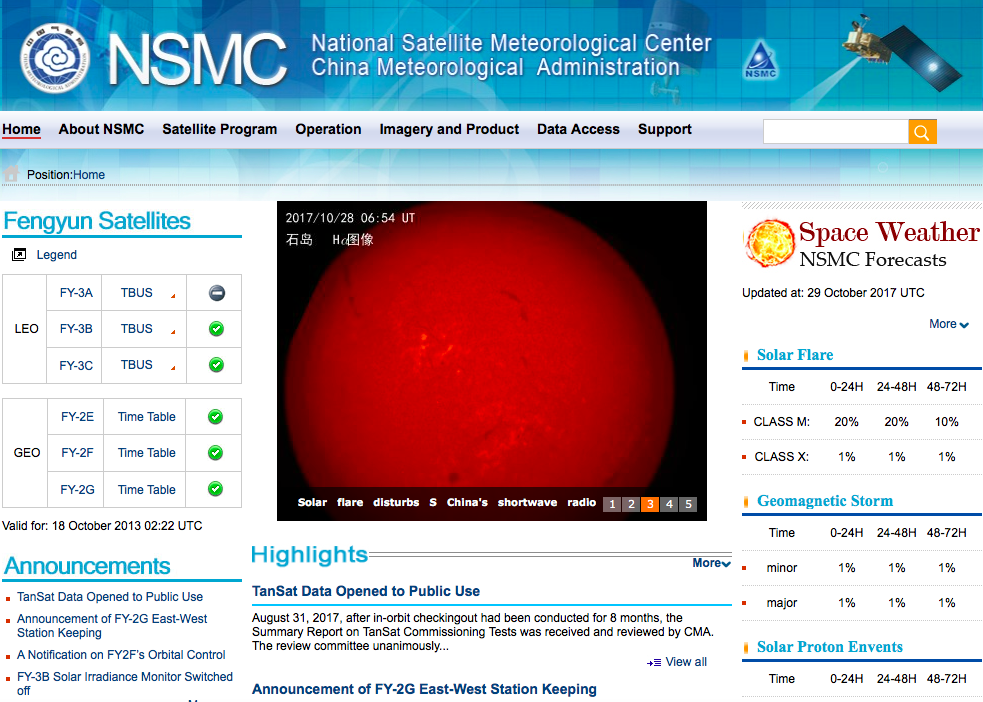 NSMC
National Satellite Meteorological Center
China Meteorological Administration
NSMC
Home About NSMC Satellite Program Operation Imagery and Product Data Access Support
Position:Home
Fengyun Satellites
Legend
LEO
FY-3A TBUS
FY-3B TBUS
FY-3C TBUS
GEO
FY-2E Time Table
FY-2F Time Table
FY-2G Time Table
Valid for: 18 October 2013 02:22 UTC
Announcements
TanSat Data Opened to Public Use
Announcement of FY-2G East-West
Station Keeping
A Notification on FY2F's Orbital Control
FY-3B Solar Irradiance Monitor Switched
off
2017/10/28 06:54 UT
石岛 Hα图像
Solar flare disturbs S China's shortwave radio
1 2 3 4 5
Highlights
More
TanSat Data Opened to Public Use
August 31, 2017, after in-orbit checkingout had been conducted for 8 months, the
Summary Report on TanSat Commissioning Tests was received and reviewed by CMA.
The review committee unanimously...
View all
Announcement of FY-2G East-West Station Keeping
Space Weather
NSMC Forecasts
Updated at: 29 October 2017 UTC
More
Solar Flare
Time 0-24H 24-48H 48-72H
CLASS M: 20% 20% 10%
CLASS X: 1% 1% 1%
Geomagnetic Storm
Time 0-24H 24-48H 48-72H
minor 1% 1% 1%
major 1% 1% 1%
Solar Proton Envents
Time 0-24H 24-48H 48-72H